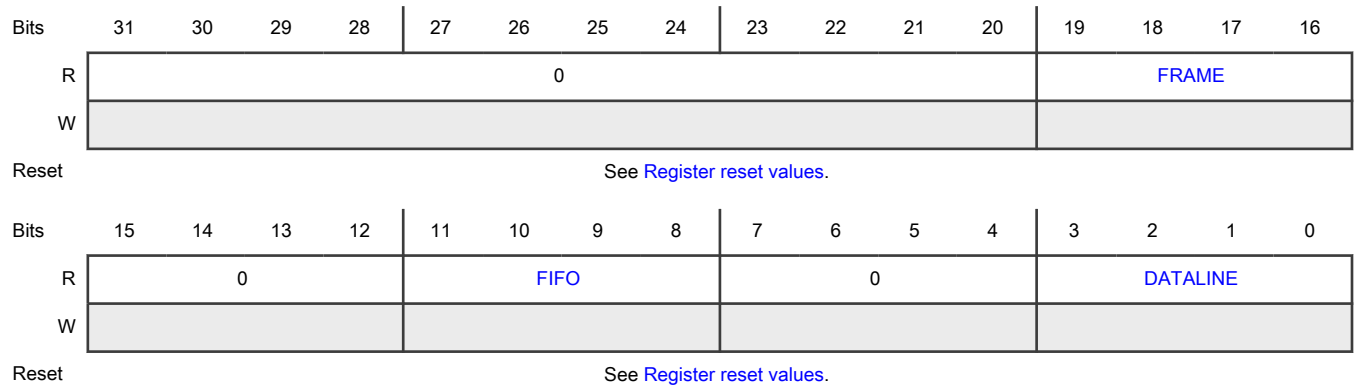 Bits 31 30 29 28 27 26 25 24 23 22 21 20 19 18 17 16
R 0 FRAME
W
Reset See Register reset values.
Bits 15 14 13 12 11 10 9 8 7 6 5 4 3 2 1 0
R 0 FIFO 0 DATALINE
W
Reset See Register reset values.